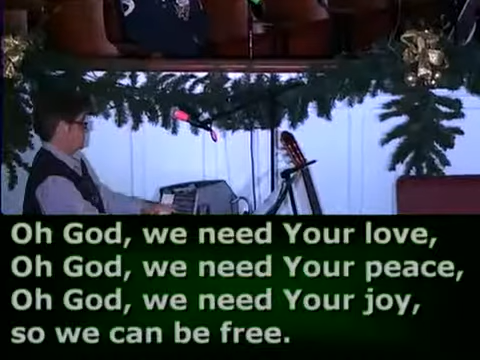 Oh God, we need Your love,
Oh God, we need Your peace,
Oh God, we need Your joy,
so we can be free.